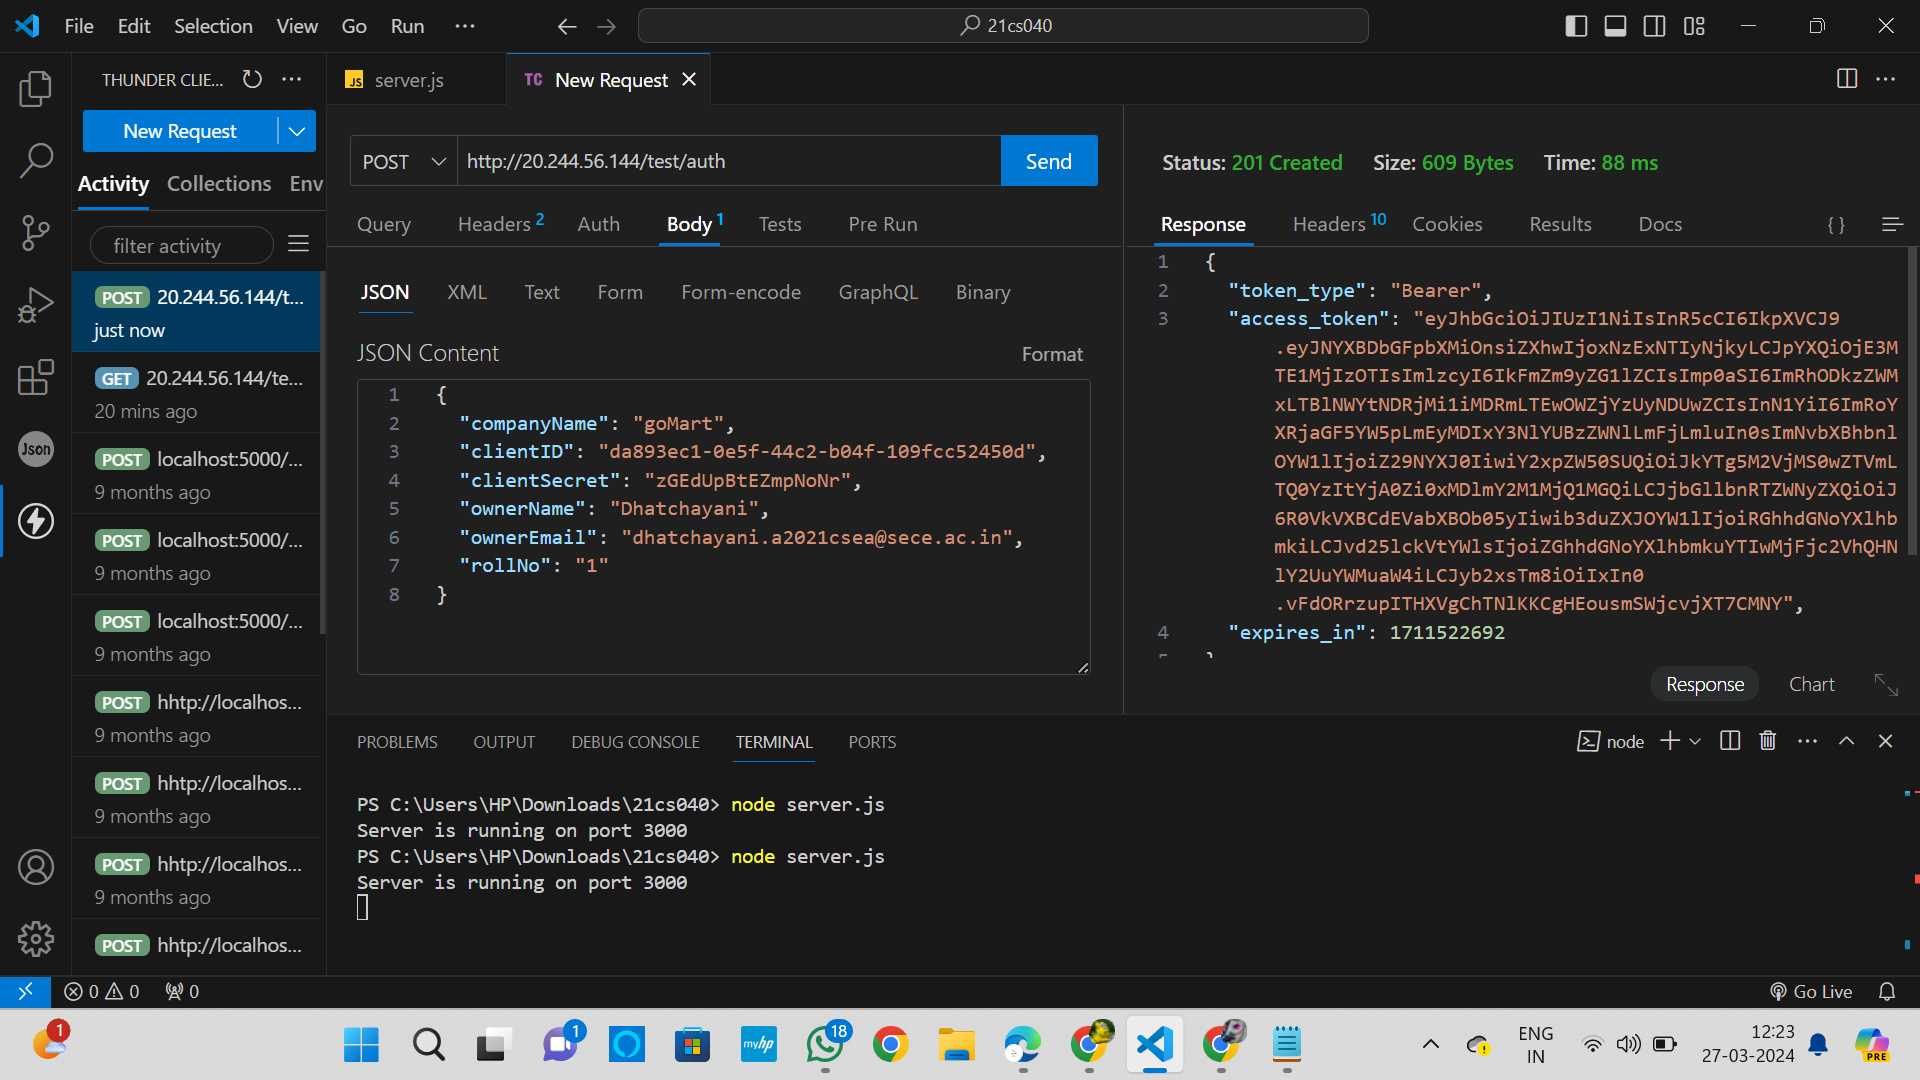 File Edit Selection View Go Run ··· 21cs040
THUNDER CLIE... ···
New Request
Activity Collections Env
filter activity
POST 20.244.56.144/t...
just now
GET 20.244.56.144/te...
20 mins ago
POST localhost:5000/...
9 months ago
POST localhost:5000/...
9 months ago
POST localhost:5000/...
9 months ago
POST hhtp://localhos...
9 months ago
POST hhtp://localhos...
9 months ago
POST hhtp://localhos...
9 months ago
POST hhtp://localhos...
Json
JS server.js TC New Request
POST http://20.244.56.144/test/auth Send
Query Headers 2 Auth Body 1 Tests Pre Run
JSON XML Text Form Form-encode GraphQL Binary
JSON Content Format
1 {
2 "companyName": "goMart",
3 "clientID": "da893ec1-0e5f-44c2-b04f-109fcc52450d",
4 "clientSecret": "zGEdUpBtEZmpNoNr",
5 "ownerName": "Dhatchayani",
6 "ownerEmail": "dhatchayani.a2021csea@sece.ac.in",
7 "rollNo": "1"
8 }
Status: 201 Created Size: 609 Bytes Time: 88 ms
Response Headers 10 Cookies Results Docs { }
1 {
2 "token_type": "Bearer",
3 "access_token": "eyJhbGciOiJIUzI1NiIsInR5cCI6IkpXVCJ9
.eyJNYXBDbGFpbXMiOnsiZXhwIjoxNzExNTIyNjkyLCJpYXQiOjE3M
TE1MjIzOTIsImlzcyI6IkFmZm9yZG1lZCIsImp0aSI6ImRhODkzZWM
xLTBlNWYtNDRjMi1iMDRmLTEwOWZjYzUyNDUwZCIsInN1YiI6ImRoY
XRjaGF5YW5pLmEyMDIxY3NlYUBzZWNlLmFjLmluIn0sImNvbXBhbnl
OYW1lIjoiZ29NYXJ0IiwiY2xpZW50SUQiOiJkYTg5M2VjMS0wZTVmL
TQ0YzItYjA0Zi0xMDlmY2M1MjQ1MGQiLCJjbGllbnRTZWNyZXQiOiJ
6R0VkVXBCdEVabXBOb05yIiwib3duZXJOYW1lIjoiRGhhdGNoYXlhb
mkiLCJvd25lckVtYWlsIjoiZGhhdGNoYXlhbmkuYTIwMjFjc2VhQHN
lY2UuYWMuaW4iLCJyb2xsTm8iOiIxIn0
.vFdORrzupITHXVgChTNlKKCgHEousmSWjcvjXT7CMNY",
4 "expires_in": 1711522692
Response Chart
PROBLEMS OUTPUT DEBUG CONSOLE TERMINAL PORTS node
PS C:\Users\HP\Downloads\21cs040> node server.js
Server is running on port 3000
PS C:\Users\HP\Downloads\21cs040> node server.js
Server is running on port 3000
0 0 0 Go Live
1 1 myhp 18 ENG
IN
12:23
27-03-2024
PRE